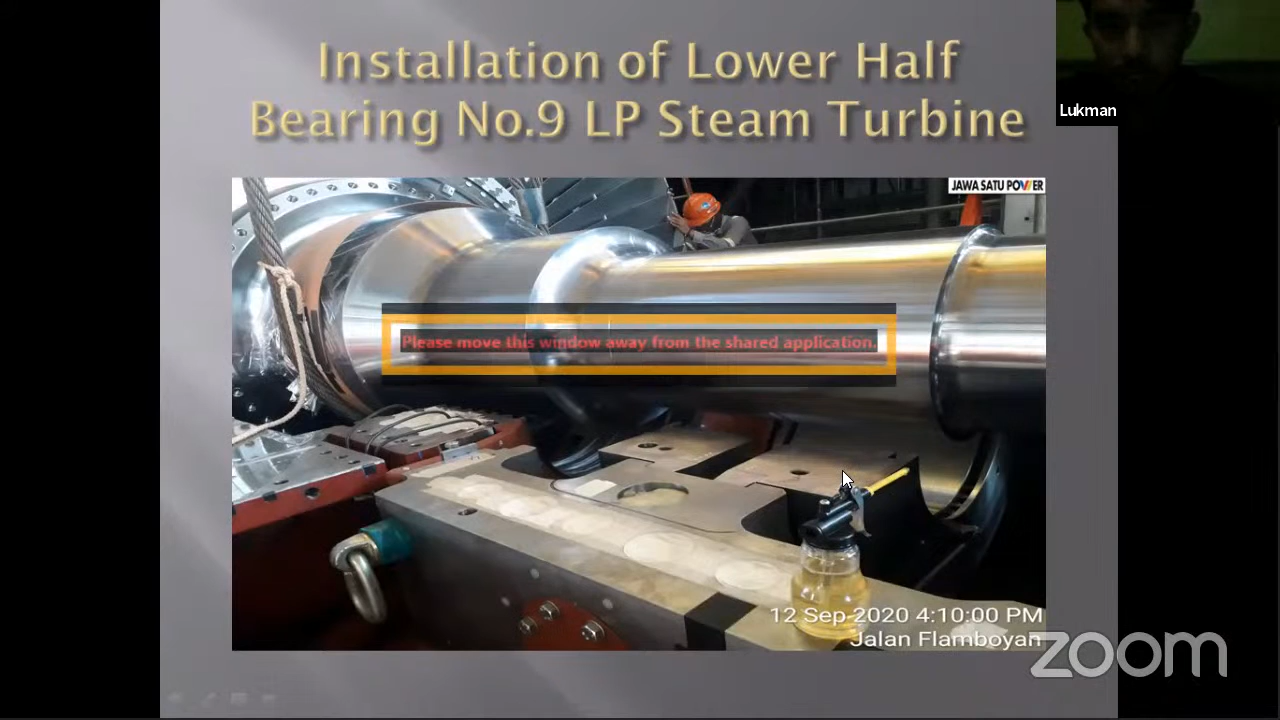 Installation of Lower Half
Bearing No.9 LP Steam Turbine
Lukman
JAWA SATU POWER
Please move this window away from the shared application.
12 Sep 2020 4:10:00 PM
Jalan Flamboyan
zoom